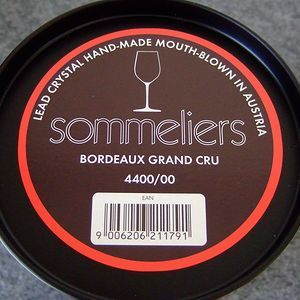 LEAD CRYSTAL HAND-MADE MOUTH-BLOWN IN AUSTRIA
sommeliers
BORDEAUX GRAND CRU
4400/00
EAN
9 006206 211791